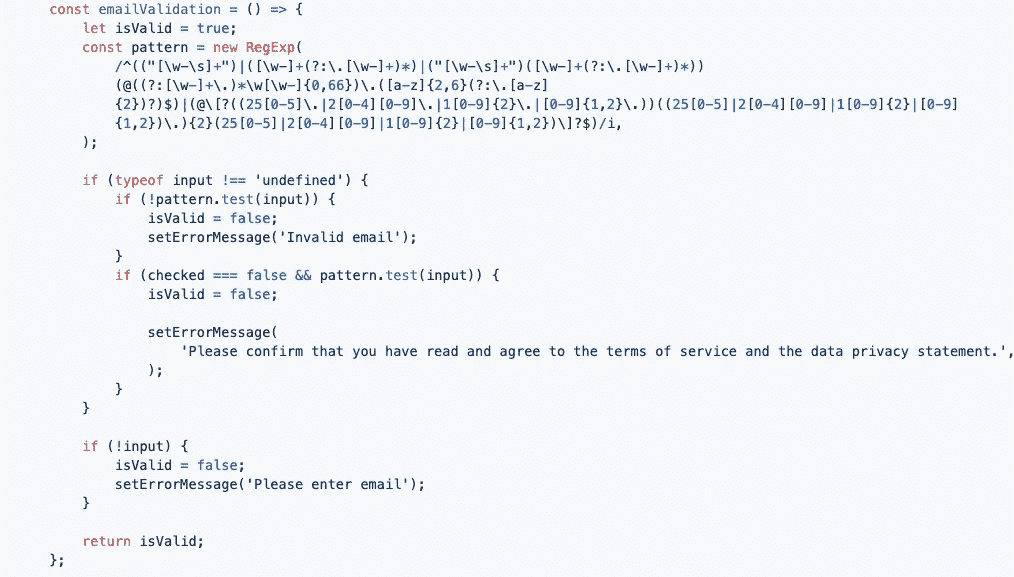 const emailValidation = () => {
    let isValid = true;
    const pattern = new RegExp(
        /^(("[\w-\s]+")|([\w-]+(?:\.[\w-]+)*)|("[\w-\s]+")([\w-]+(?:\.[\w-]+)*))
        (@((?:[\w-]+\.)*\w[\w-]{0,66})\.([a-z]{2,6}(?:\.[a-z]
        {2})?)$)|(@\[?((25[0-5]\.|2[0-4][0-9]\.|1[0-9]{2}\.|[0-9]{1,2}\.))((25[0-5]|2[0-4][0-9]|1[0-9]{2}|[0-9]
        {1,2})\.){2}(25[0-5]|2[0-4][0-9]|1[0-9]{2}|[0-9]{1,2})\]?$)/i,
    );

    if (typeof input !== 'undefined') {
        if (!pattern.test(input)) {
            isValid = false;
            setErrorMessage('Invalid email');
        }
        if (checked === false && pattern.test(input)) {
            isValid = false;

            setErrorMessage(
                'Please confirm that you have read and agree to the terms of service and the data privacy statement.',
            );
        }
    }

    if (!input) {
        isValid = false;
        setErrorMessage('Please enter email');
    }

    return isValid;
};